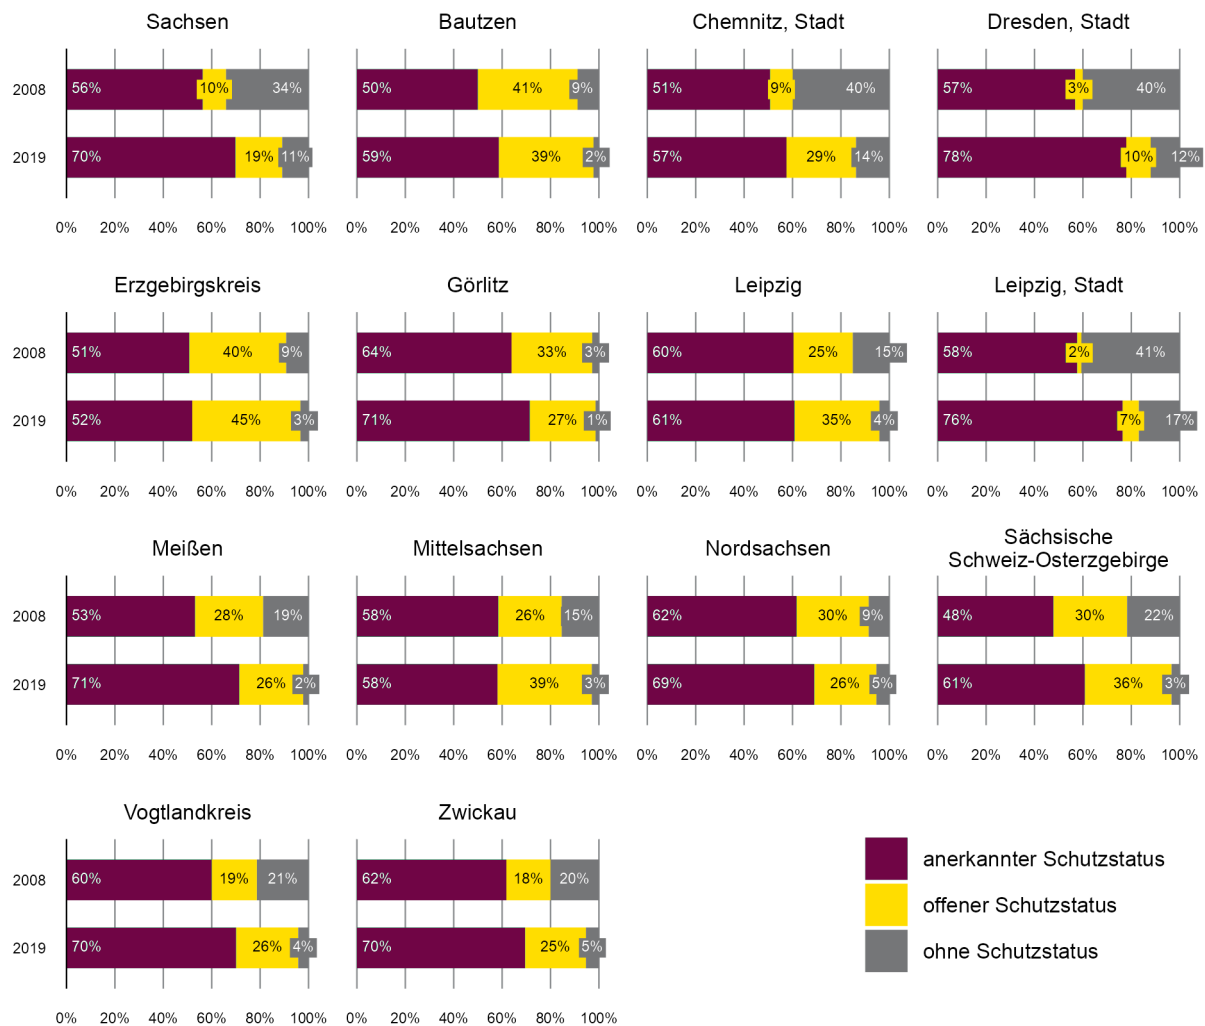 Sachsen
Bautzen
Chemnitz, Stadt
Dresden, Stadt
2008
56% 10% 34%
50% 41% 9%
51% 9% 40%
57% 3% 40%
2019
70% 19% 11%
59% 39% 2%
57% 29% 14%
78% 10% 12%
0% 20% 40% 60% 80% 100%
0% 20% 40% 60% 80% 100%
0% 20% 40% 60% 80% 100%
0% 20% 40% 60% 80% 100%
Erzgebirgskreis
Görlitz
Leipzig
Leipzig, Stadt
2008
51% 40% 9%
64% 33% 3%
60% 25% 15%
58% 2% 41%
2019
52% 45% 3%
71% 27% 1%
61% 35% 4%
76% 7% 17%
0% 20% 40% 60% 80% 100%
0% 20% 40% 60% 80% 100%
0% 20% 40% 60% 80% 100%
0% 20% 40% 60% 80% 100%
Meißen
Mittelsachsen
Nordsachsen
Sächsische
Schweiz-Osterzgebirge
2008
53% 28% 19%
58% 26% 15%
62% 30% 9%
48% 30% 22%
2019
71% 26% 2%
58% 39% 3%
69% 26% 5%
61% 36% 3%
0% 20% 40% 60% 80% 100%
0% 20% 40% 60% 80% 100%
0% 20% 40% 60% 80% 100%
0% 20% 40% 60% 80% 100%
Vogtlandkreis
Zwickau
2008
60% 19% 21%
62% 18% 20%
2019
70% 26% 4%
70% 25% 5%
0% 20% 40% 60% 80% 100%
0% 20% 40% 60% 80% 100%
anerkannter Schutzstatus
offener Schutzstatus
ohne Schutzstatus